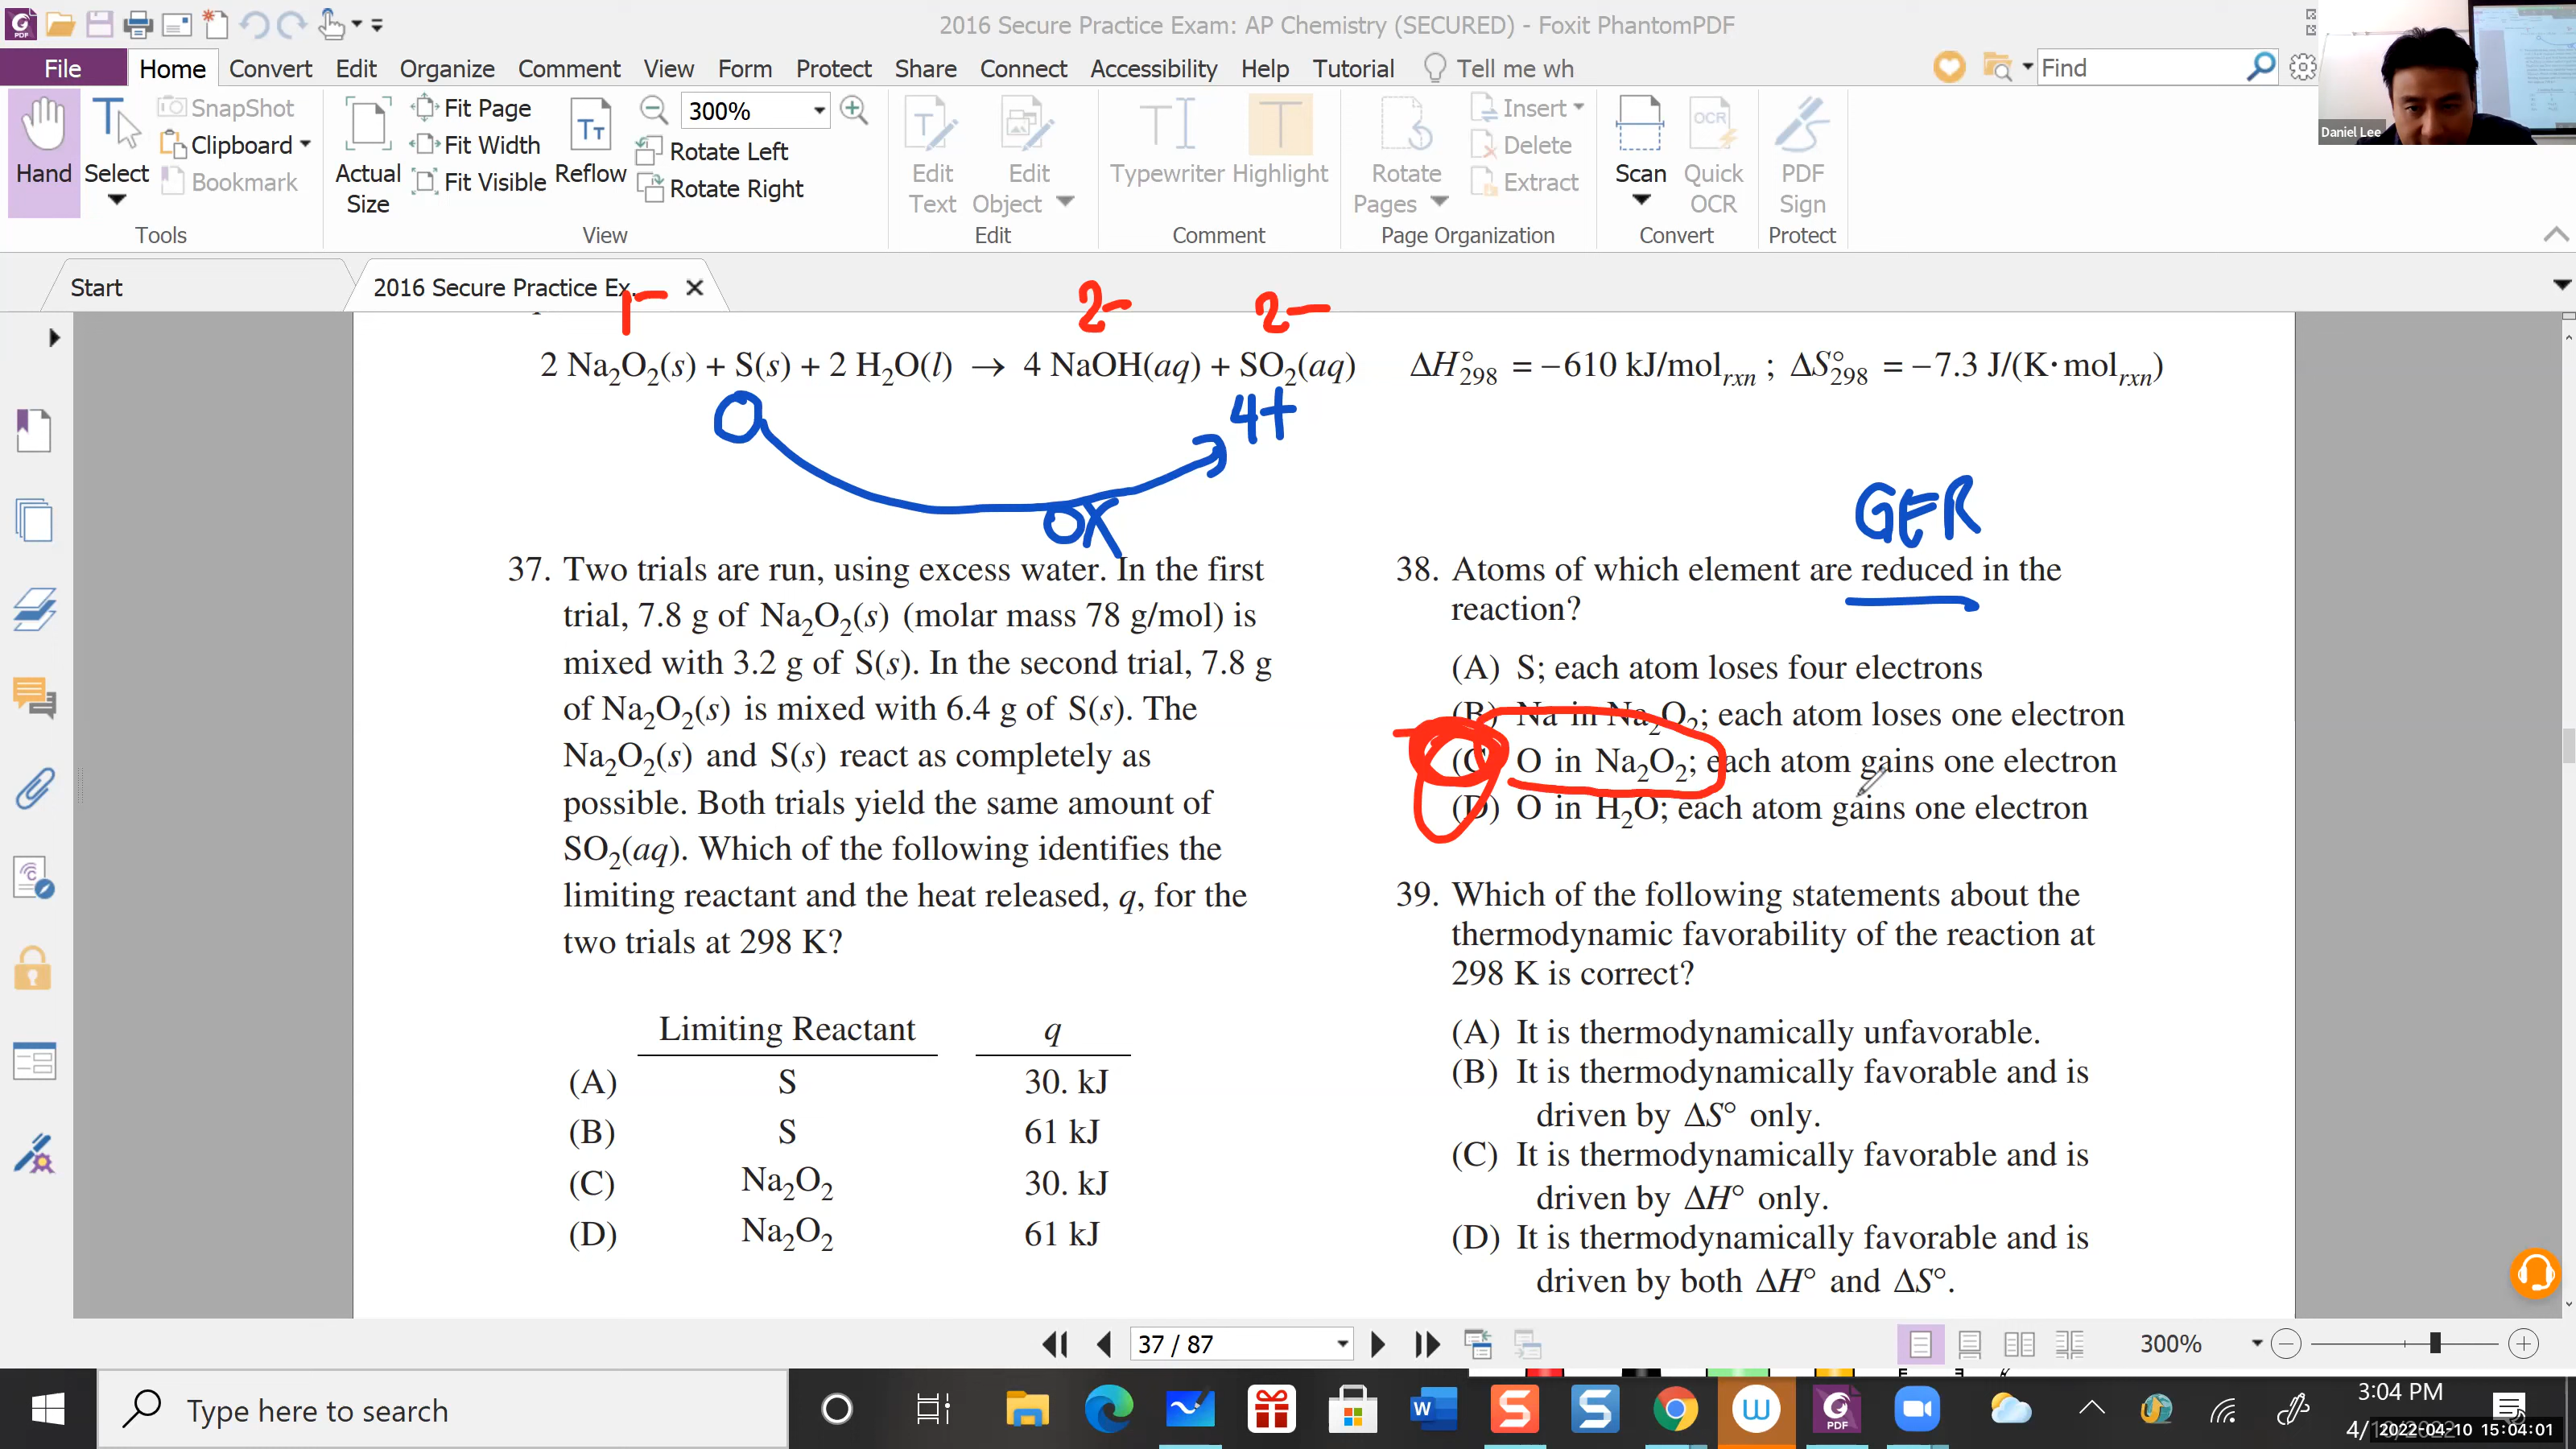 2016 Secure Practice Exam: AP Chemistry (SECURED) - Foxit PhantomPDF
File Home Convert Edit Organize Comment View Form Protect Share Connect Accessibility Help Tutorial Tell me wh Find
Daniel Lee
Hand
Select
SnapShot
Clipboard
Bookmark
Tools
Actual Size
Fit Page
Fit Width
Fit Visible
Reflow
300%
Rotate Left
Rotate Right
View
Edit Text
Edit Object
Edit
Typewriter
Highlight
Comment
Rotate Pages
Insert
Delete
Extract
Page Organization
Scan
Quick OCR
Convert
PDF Sign
Protect
Start
2016 Secure Practice Ex...
1-
2-
2-
2 Na₂O₂(s) + S(s) + 2 H₂O(l) → 4 NaOH(aq) + SO₂(aq) ΔH°₂₉₈ = −610 kJ/molrxn ; ΔS°₂₉₈ = −7.3 J/(K·molrxn)
0
4+
OX
GER
37. Two trials are run, using excess water. In the first
trial, 7.8 g of Na₂O₂(s) (molar mass 78 g/mol) is
mixed with 3.2 g of S(s). In the second trial, 7.8 g
of Na₂O₂(s) is mixed with 6.4 g of S(s). The
Na₂O₂(s) and S(s) react as completely as
possible. Both trials yield the same amount of
SO₂(aq). Which of the following identifies the
limiting reactant and the heat released, q, for the
two trials at 298 K?
Limiting Reactant q
(A) S 30. kJ
(B) S 61 kJ
(C) Na₂O₂ 30. kJ
(D) Na₂O₂ 61 kJ
38. Atoms of which element are reduced in the
reaction?
(A) S; each atom loses four electrons
(B) Na in Na₂O₂; each atom loses one electron
(C) O in Na₂O₂; each atom gains one electron
(D) O in H₂O; each atom gains one electron
39. Which of the following statements about the
thermodynamic favorability of the reaction at
298 K is correct?
(A) It is thermodynamically unfavorable.
(B) It is thermodynamically favorable and is
driven by ΔS° only.
(C) It is thermodynamically favorable and is
driven by ΔH° only.
(D) It is thermodynamically favorable and is
driven by both ΔH° and ΔS°.
37 / 87
300%
Type here to search
3:04 PM
2022-04-10 15:04:01